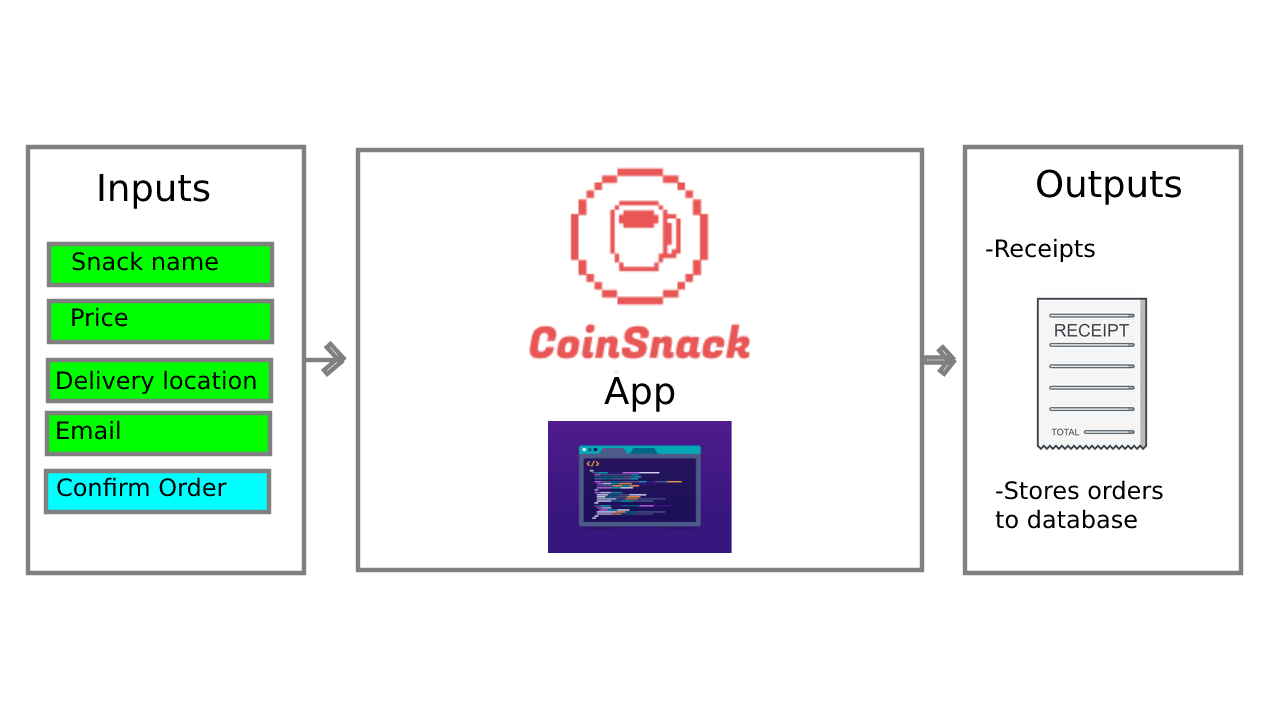 Inputs
Snack name
Price
Delivery location
Email
Confirm Order
CoinSnack
App
</>
Outputs
-Receipts
RECEIPT
TOTAL
-Stores orders
to database